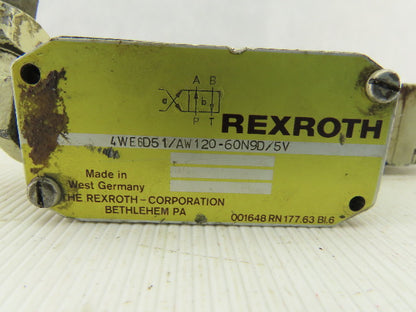 A B
a b
P T
REXROTH
4WE6D51/AW120-60N9D/5V
Made in
West Germany
THE REXROTH-CORPORATION
BETHLEHEM PA
001648 RN 177.63 Bl.6